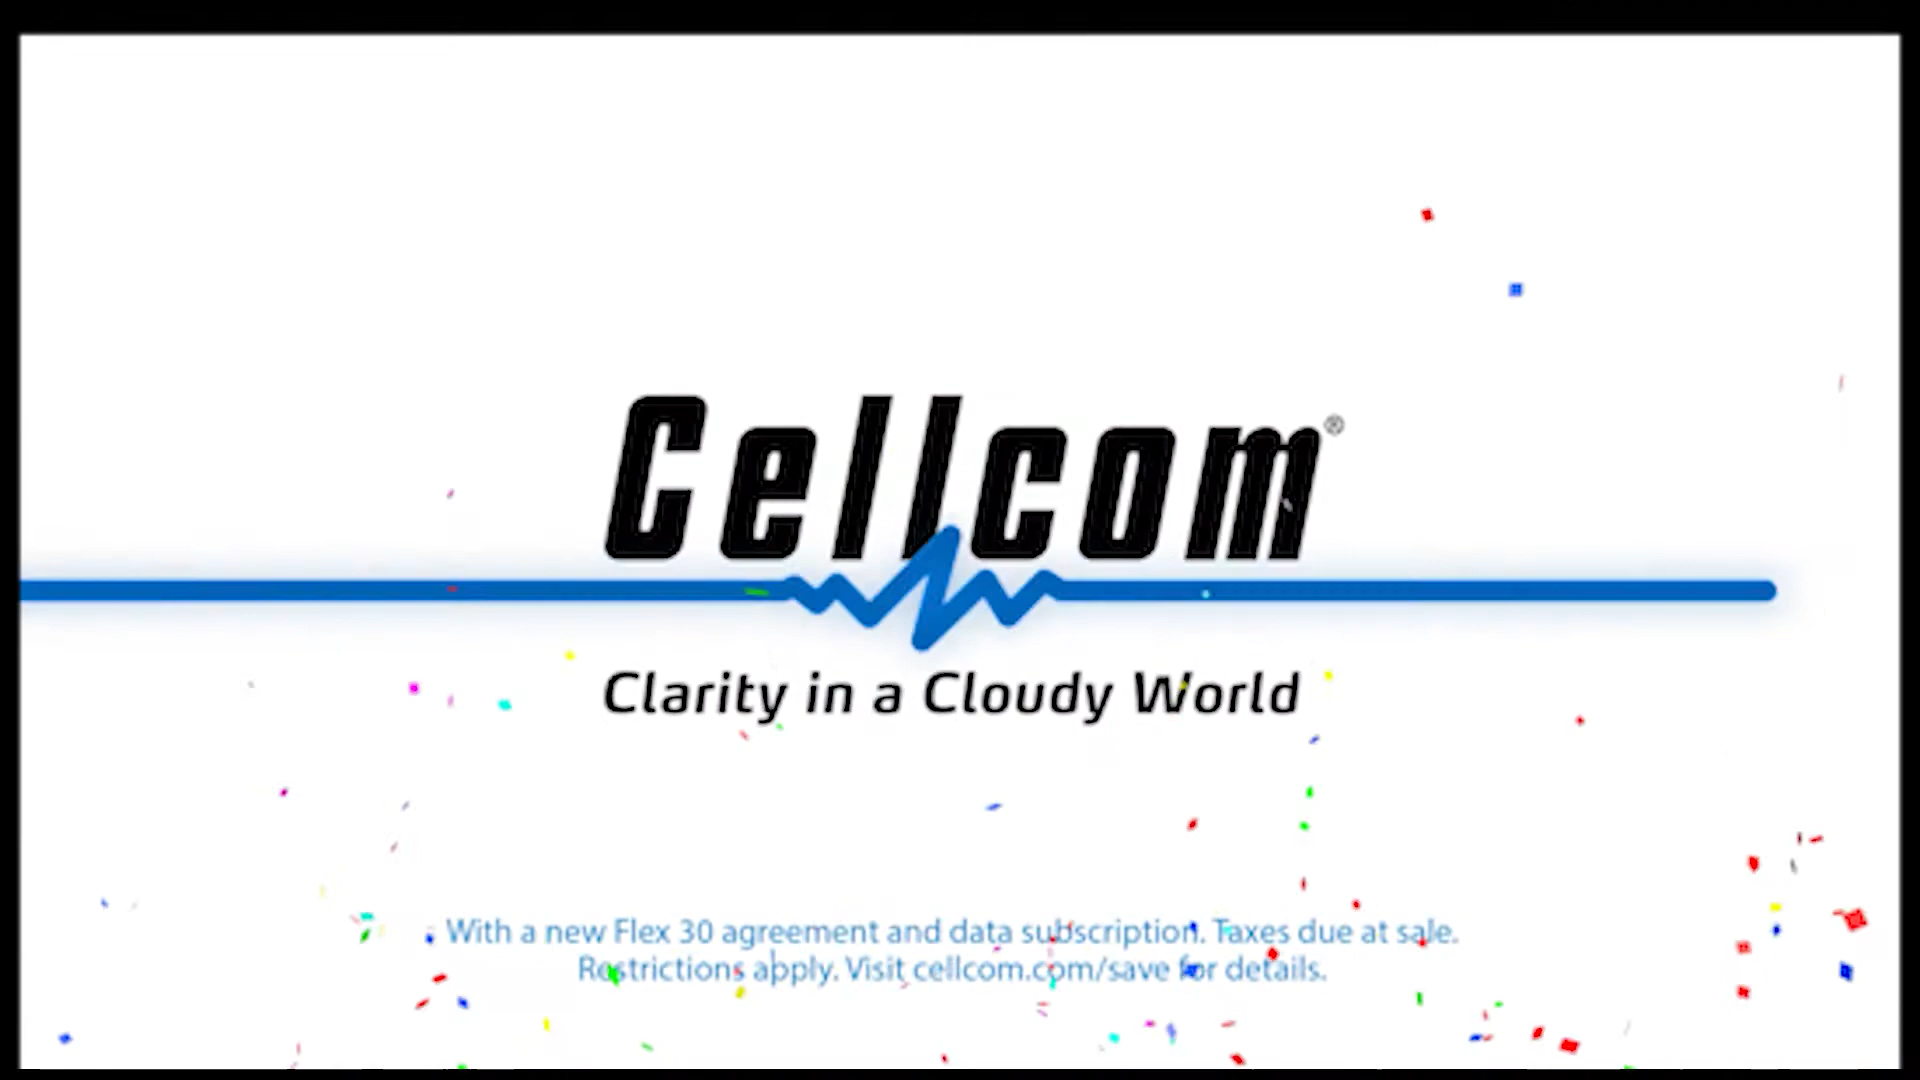 Cellcom®
Clarity in a Cloudy World
With a new Flex 30 agreement and data subscription. Taxes due at sale.
Restrictions apply. Visit cellcom.com/save for details.